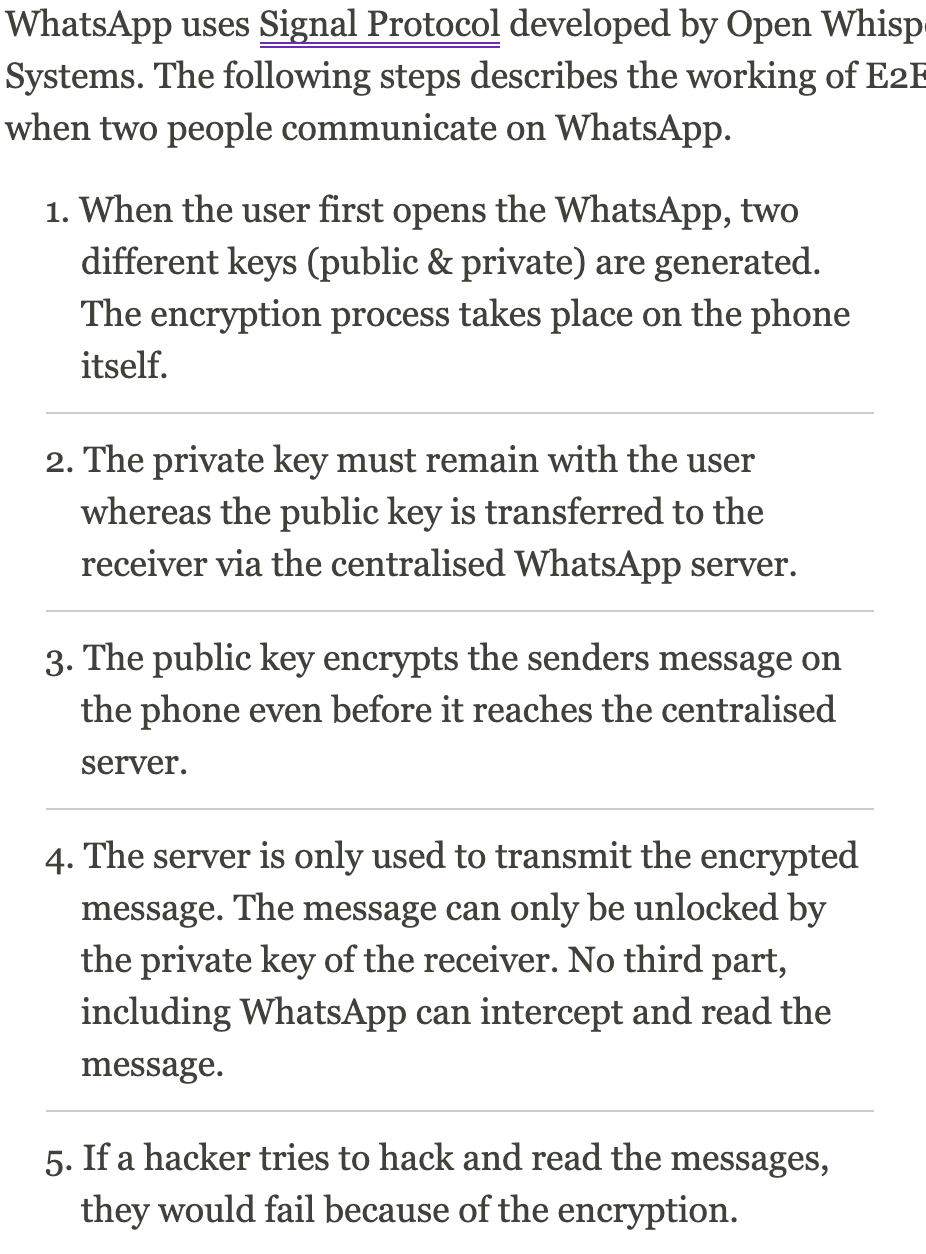 WhatsApp uses Signal Protocol developed by Open Whisp
Systems. The following steps describes the working of E2E
when two people communicate on WhatsApp.
1. When the user first opens the WhatsApp, two
different keys (public & private) are generated.
The encryption process takes place on the phone
itself.
2. The private key must remain with the user
whereas the public key is transferred to the
receiver via the centralised WhatsApp server.
3. The public key encrypts the senders message on
the phone even before it reaches the centralised
server.
4. The server is only used to transmit the encrypted
message. The message can only be unlocked by
the private key of the receiver. No third part,
including WhatsApp can intercept and read the
message.
5. If a hacker tries to hack and read the messages,
they would fail because of the encryption.